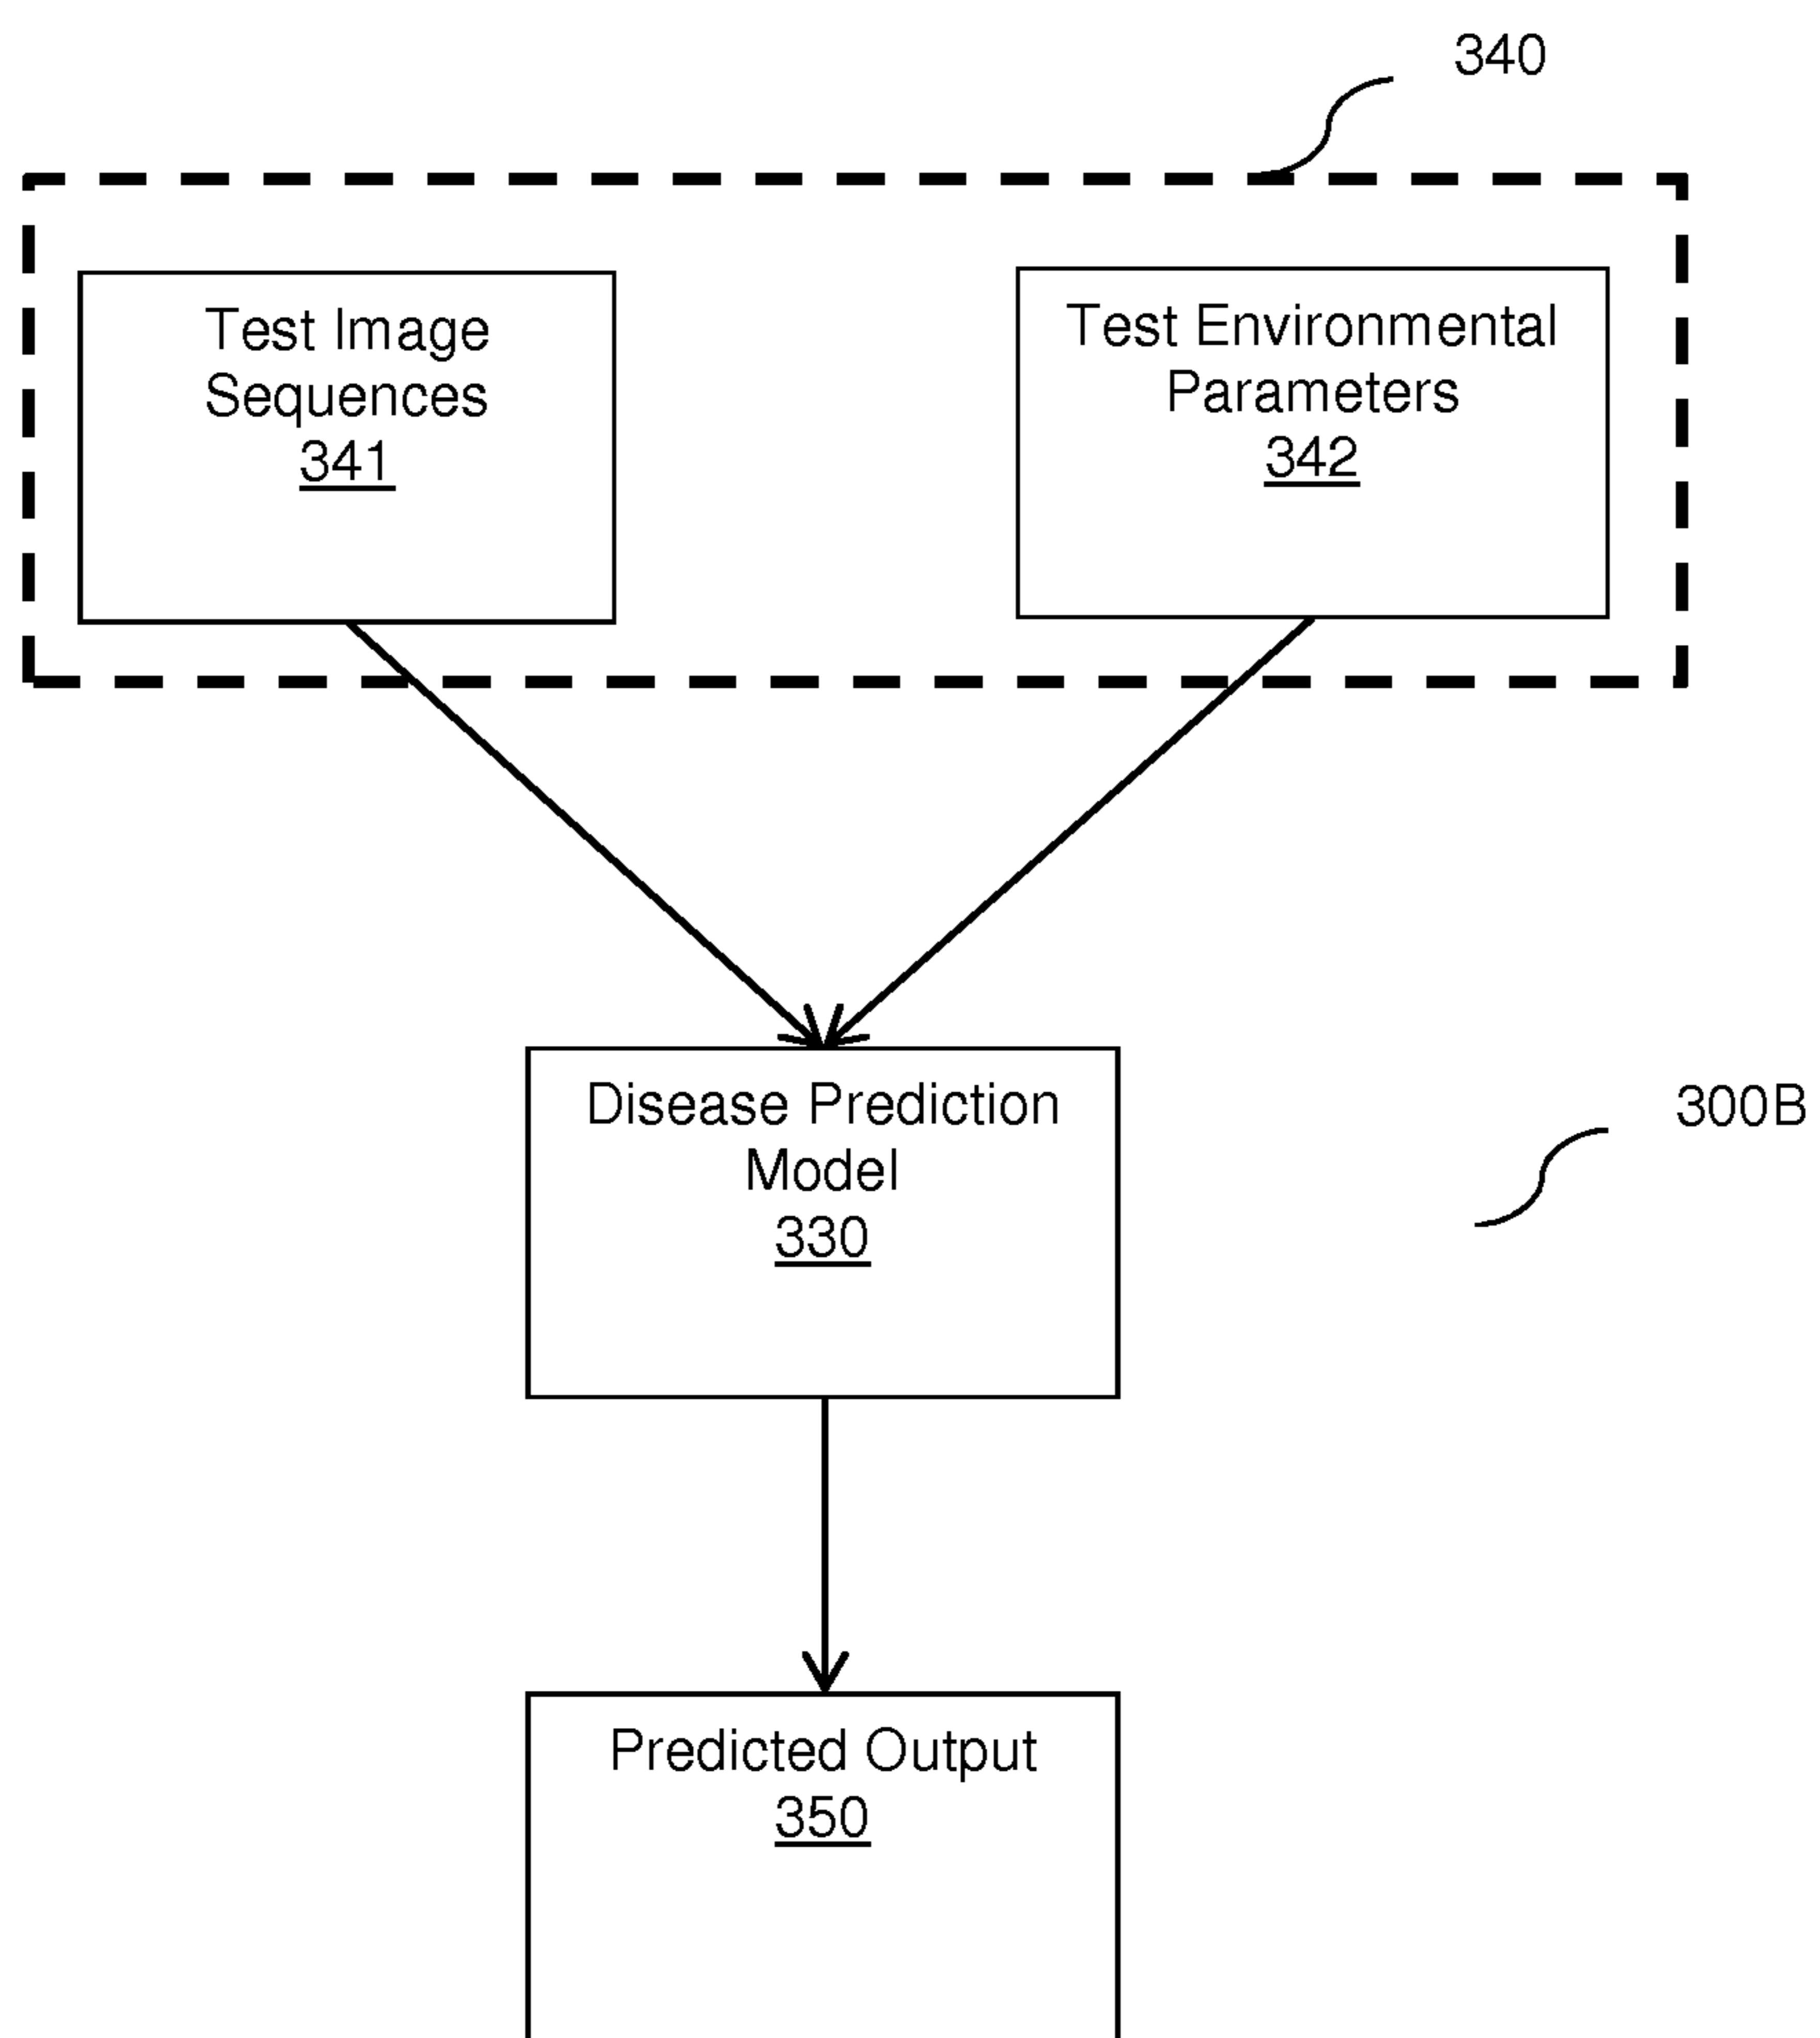 340
Test Image
Sequences
341
Test Environmental
Parameters
342
Disease Prediction
Model
330
300B
Predicted Output
350